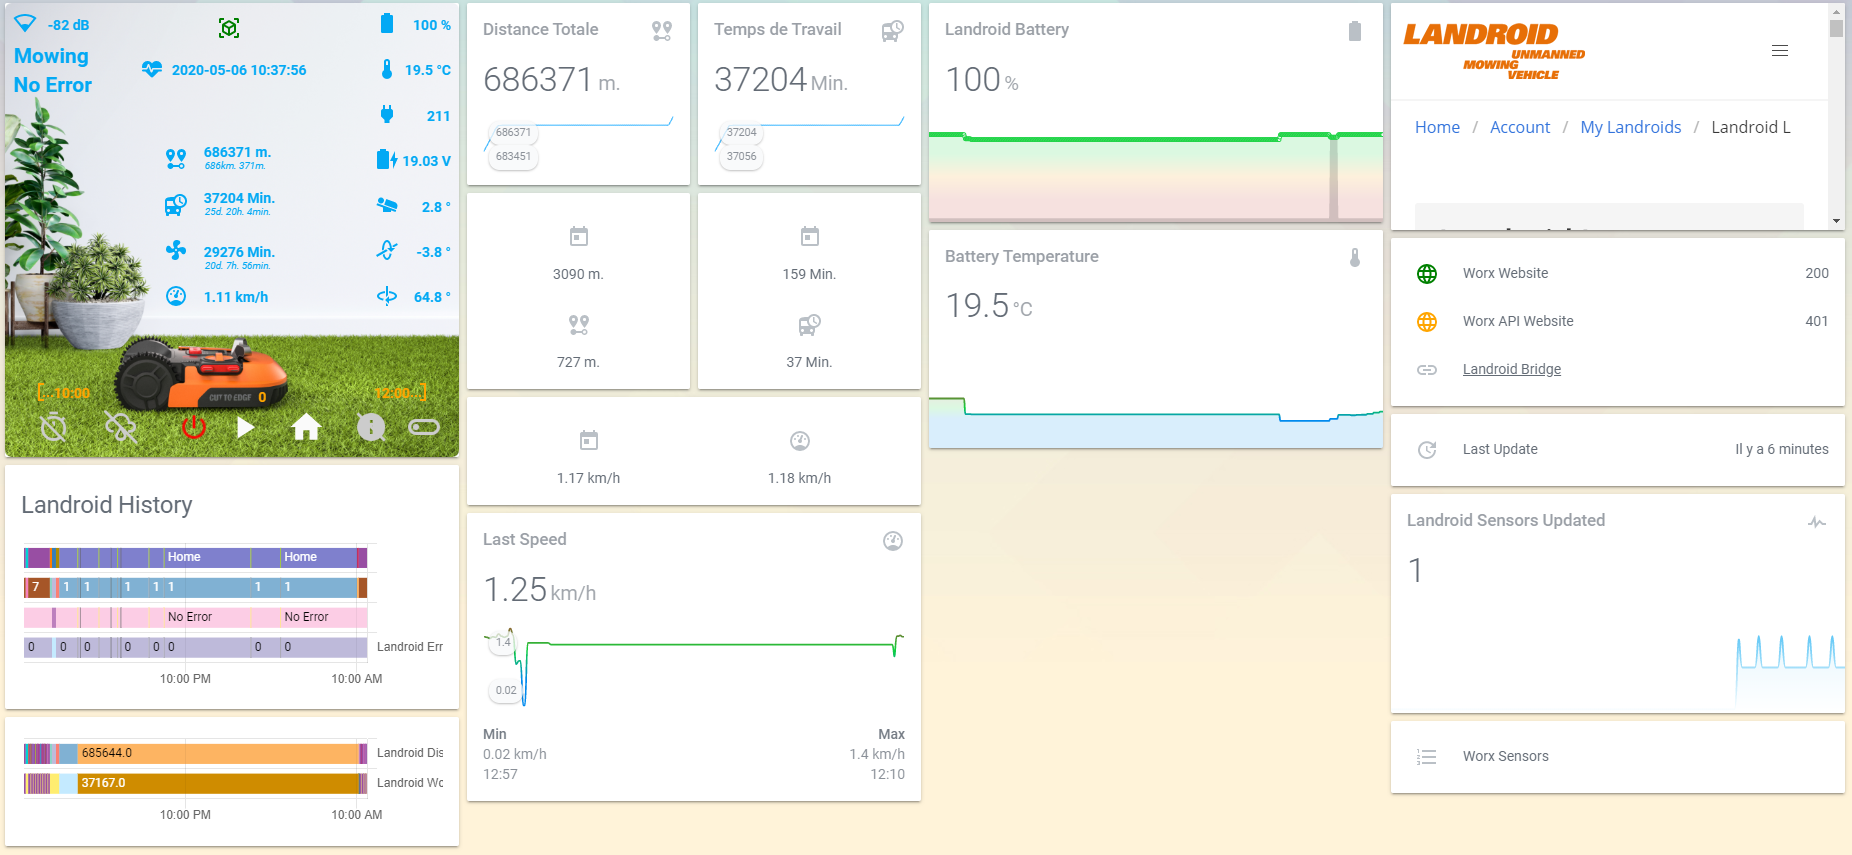 -82 dB
100 %
Mowing
No Error
2020-05-06 10:37:56
19.5 °C
211
686371 m.
686km. 371m.
19.03 V
37204 Min.
25d. 20h. 4min.
2.8 °
29276 Min.
20d. 7h. 56min.
-3.8 °
1.11 km/h
64.8 °
[...10:00
12:00...]
CUT TO EDGE
0
Landroid History
Home
Home
7
1
1
1
1
1
1
1
No Error
No Error
0
0
0
0
0
0
0
0
Landroid Err
10:00 PM
10:00 AM
685644.0
Landroid Dis
37167.0
Landroid Wo
10:00 PM
10:00 AM
Distance Totale
686371 m.
686371
683451
Temps de Travail
37204 Min.
37204
37056
3090 m.
727 m.
159 Min.
37 Min.
1.17 km/h
1.18 km/h
Last Speed
1.25 km/h
1.4
0.02
Min
Max
0.02 km/h
1.4 km/h
12:57
12:10
Landroid Battery
100 %
Battery Temperature
19.5 °C
LANDROID
UNMANNED
MOWING
VEHICLE
Home / Account / My Landroids / Landroid L
Worx Website
200
Worx API Website
401
Landroid Bridge
Last Update
Il y a 6 minutes
Landroid Sensors Updated
1
Worx Sensors